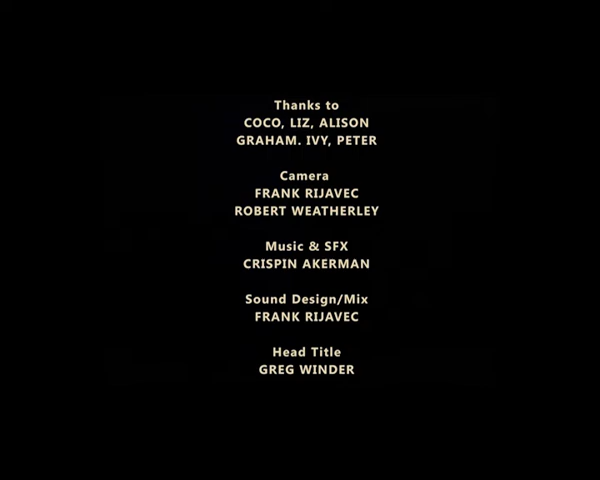 Thanks to
COCO, LIZ, ALISON
GRAHAM. IVY, PETER
Camera
FRANK RIJAVEC
ROBERT WEATHERLEY
Music & SFX
CRISPIN AKERMAN
Sound Design/Mix
FRANK RIJAVEC
Head Title
GREG WINDER